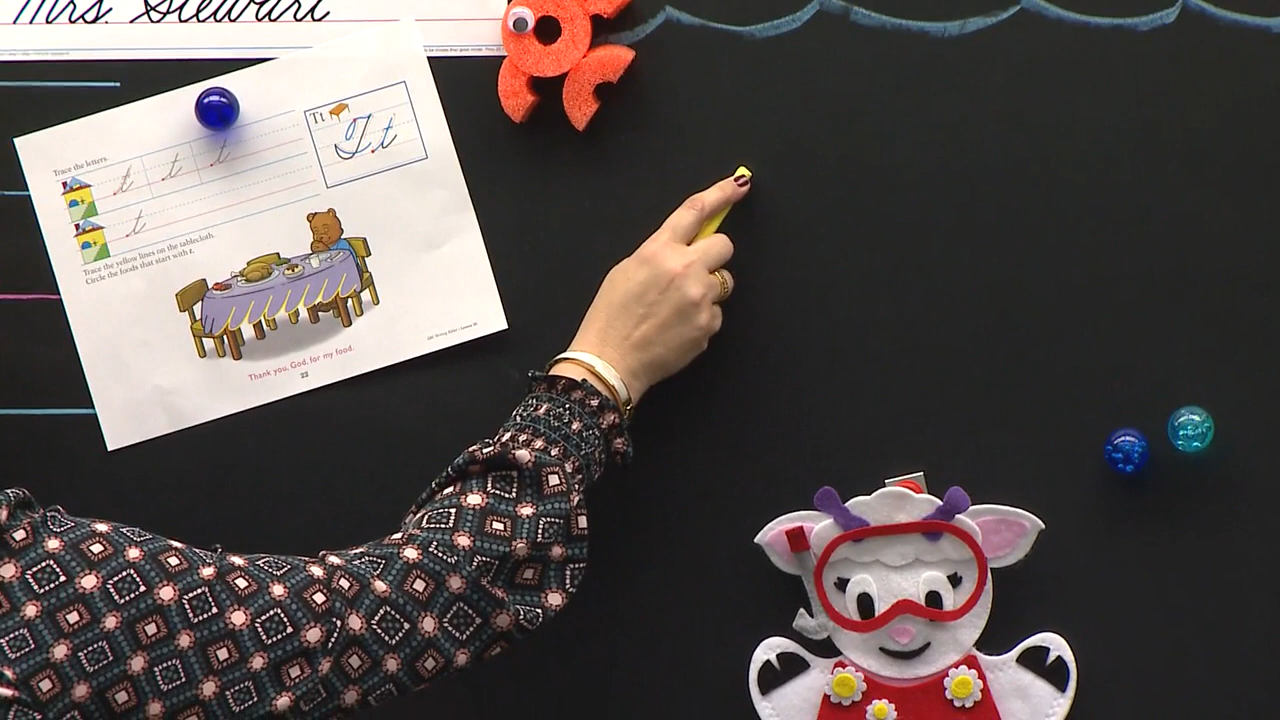 Mrs. Stewart
Trace the letters.
Tt
T t
t t t
t
Trace the yellow lines on the tablecloth.
Circle the foods that start with t.
Thank you, God, for my food.
22